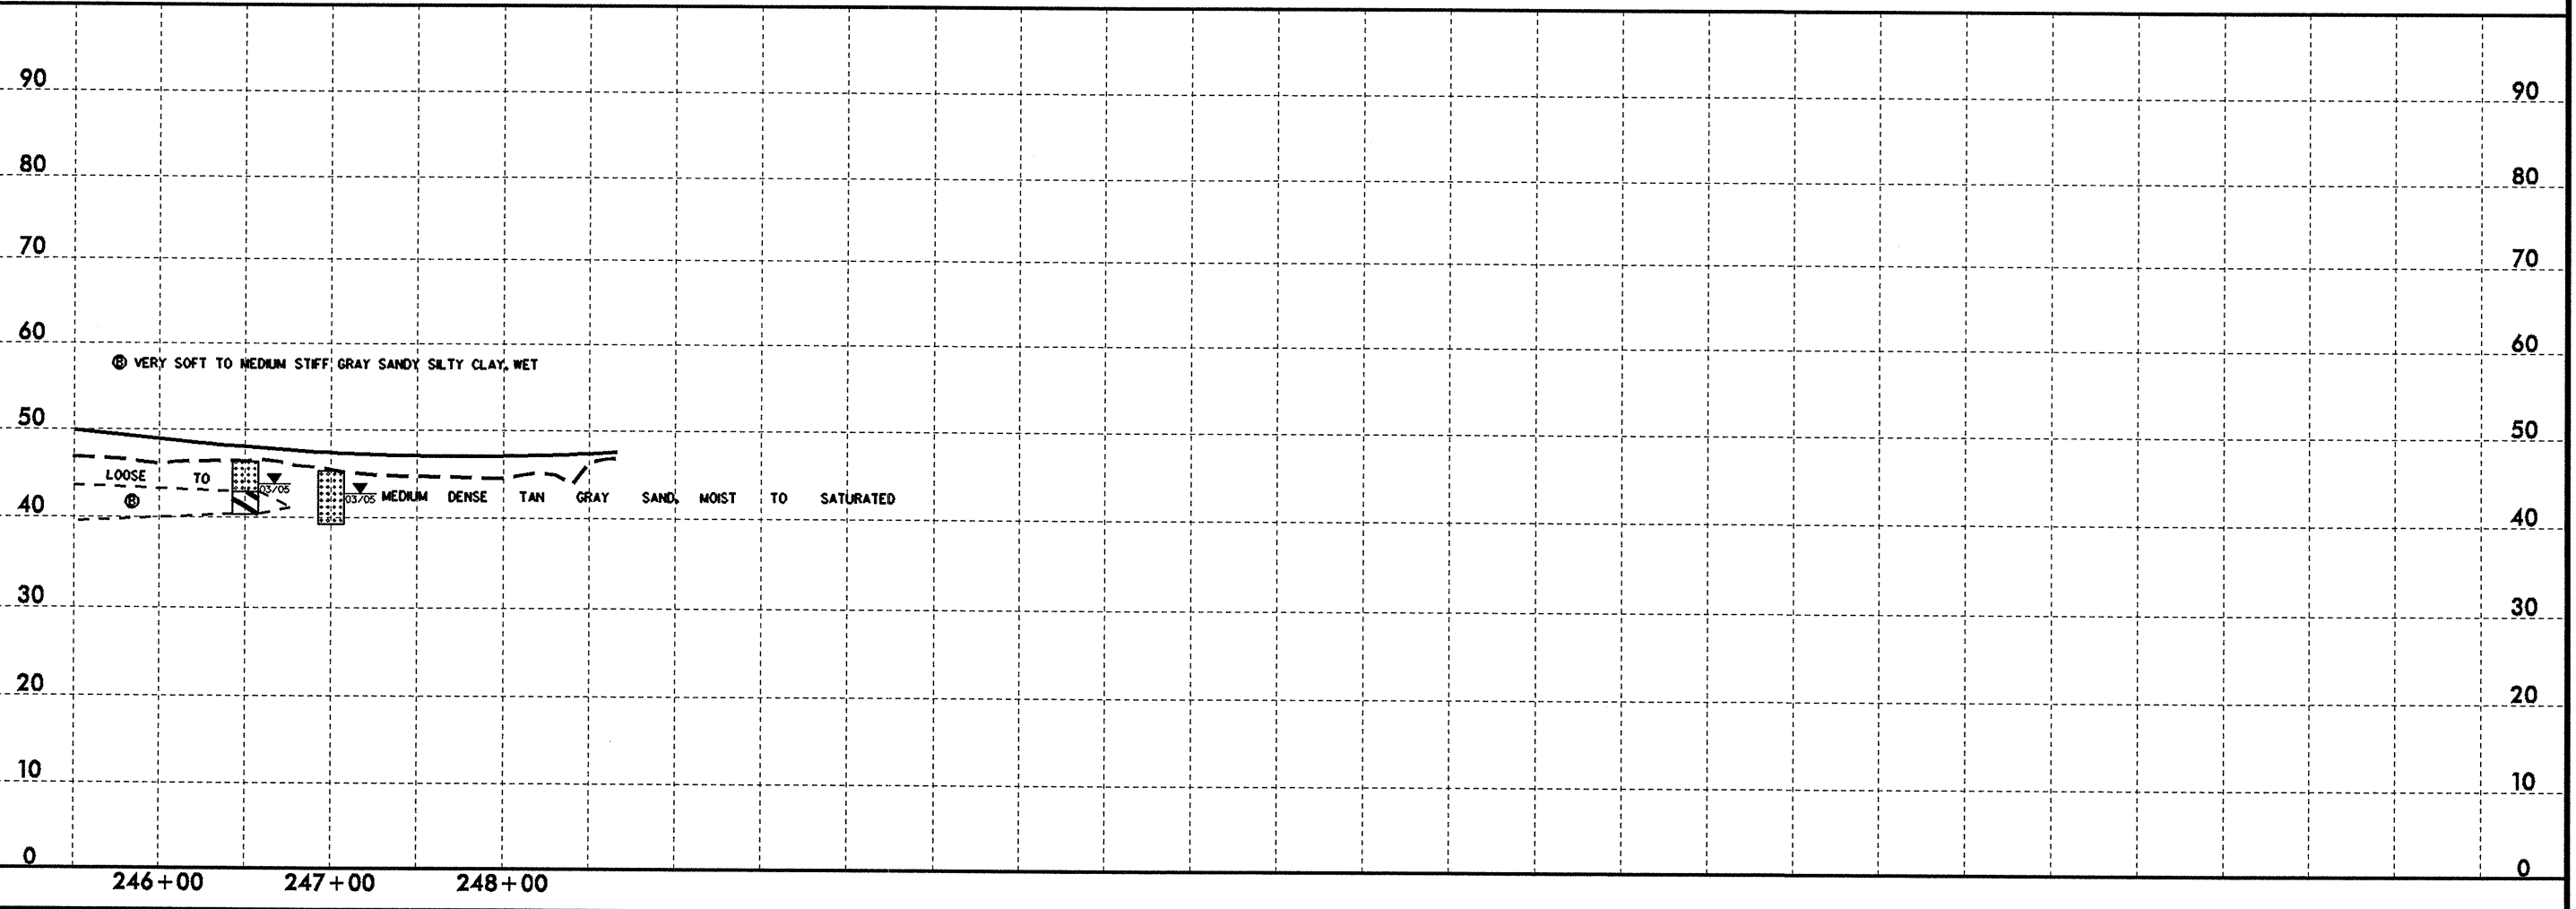 90 90
80 80
70 70
60 60
Ⓑ VERY SOFT TO MEDIUM STIFF GRAY SANDY SILTY CLAY, WET
50 50
LOOSE TO
03/05
Ⓑ 03/05 MEDIUM DENSE TAN GRAY SAND, MOIST TO SATURATED
40 40
30 30
20 20
10 10
0 0
246+00 247+00 248+00